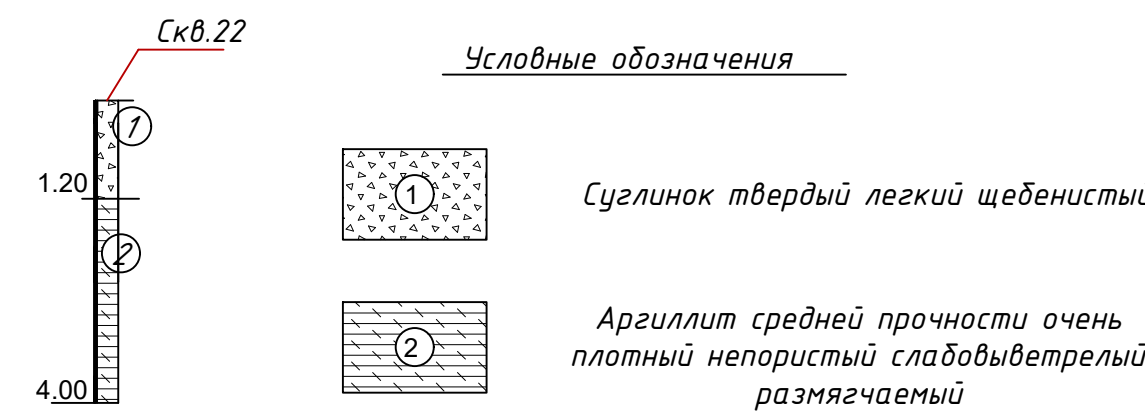 Скв.22
Условные обозначения
1
1.20
1
Суглинок твердый легкий щебенистый
2
2
Аргиллит средней прочности очень
плотный непористый слабовыветрелый
размягчаемый
4.00